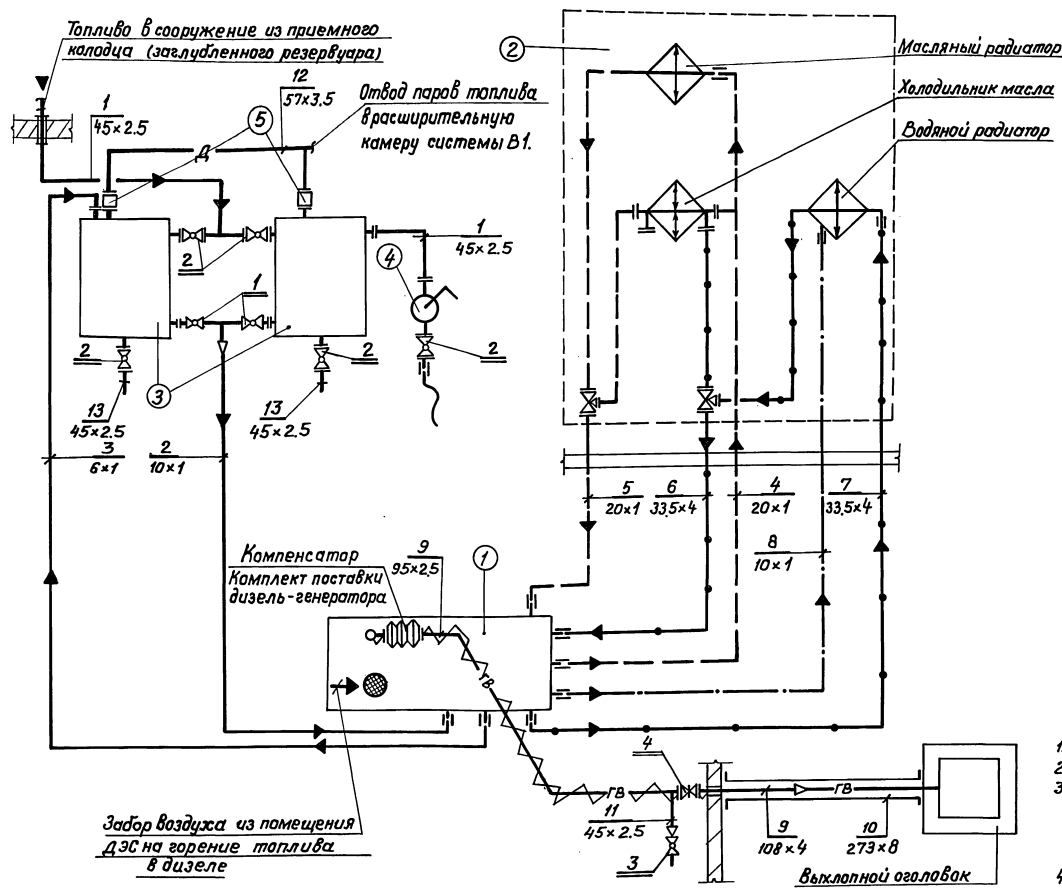 Топливо в сооружение из приемного
колодца (заглубленного резервуара)
1
45×2.5
12
57×3.5
Отвод паров топлива
в расширительную
камеру системы В1.
5
Д
2
1
1
45×2.5
4
2
3
2
2
13
45×2.5
13
45×2.5
3
6×1
2
10×1
2
Масляный радиатор
Холодильник масла
Водяной радиатор
5
20×1
6
33,5×4
4
20×1
7
33,5×4
8
10×1
Компенсатор
Комплект поставки
дизель-генератора
9
95×2.5
1
ГВ
ГВ
4
11
45×2.5
3
Забор воздуха из помещения
ДЭС на горение топлива
в дизеле
ГВ
9
108×4
10
273×8
Выхлопной оголовок
1
2
3
1